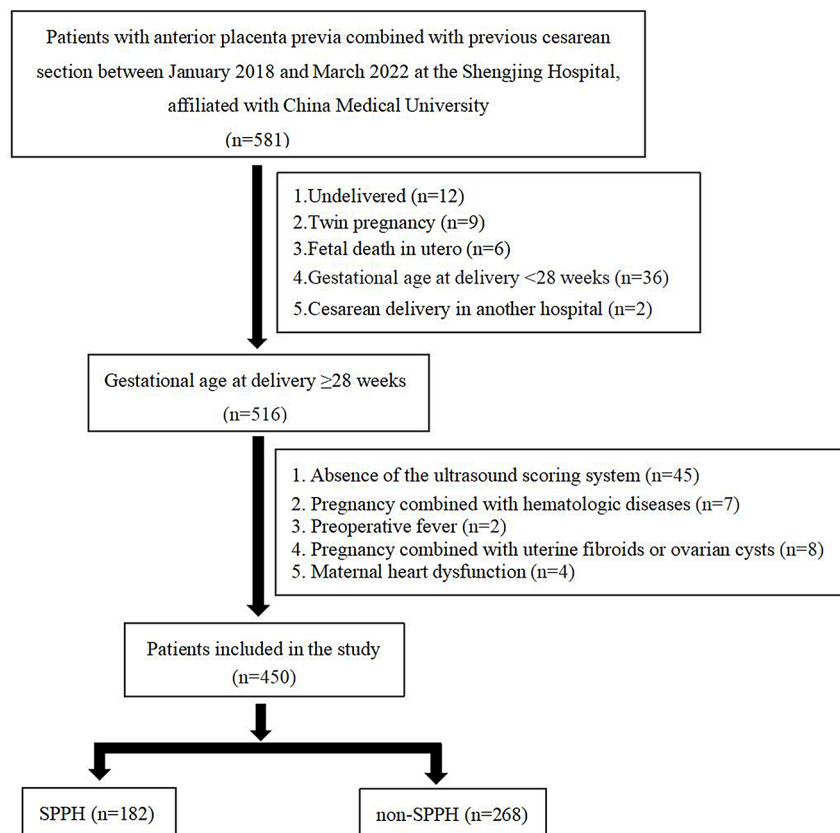 Patients with anterior placenta previa combined with previous cesarean
section between January 2018 and March 2022 at the Shengjing Hospital,
affiliated with China Medical University
(n=581)
1.Undelivered (n=12)
2.Twin pregnancy (n=9)
3.Fetal death in utero (n=6)
4.Gestational age at delivery <28 weeks (n=36)
5.Cesarean delivery in another hospital (n=2)
Gestational age at delivery ≥28 weeks
(n=516)
1. Absence of the ultrasound scoring system (n=45)
2. Pregnancy combined with hematologic diseases (n=7)
3. Preoperative fever (n=2)
4. Pregnancy combined with uterine fibroids or ovarian cysts (n=8)
5. Maternal heart dysfunction (n=4)
Patients included in the study
(n=450)
SPPH (n=182)
non-SPPH (n=268)